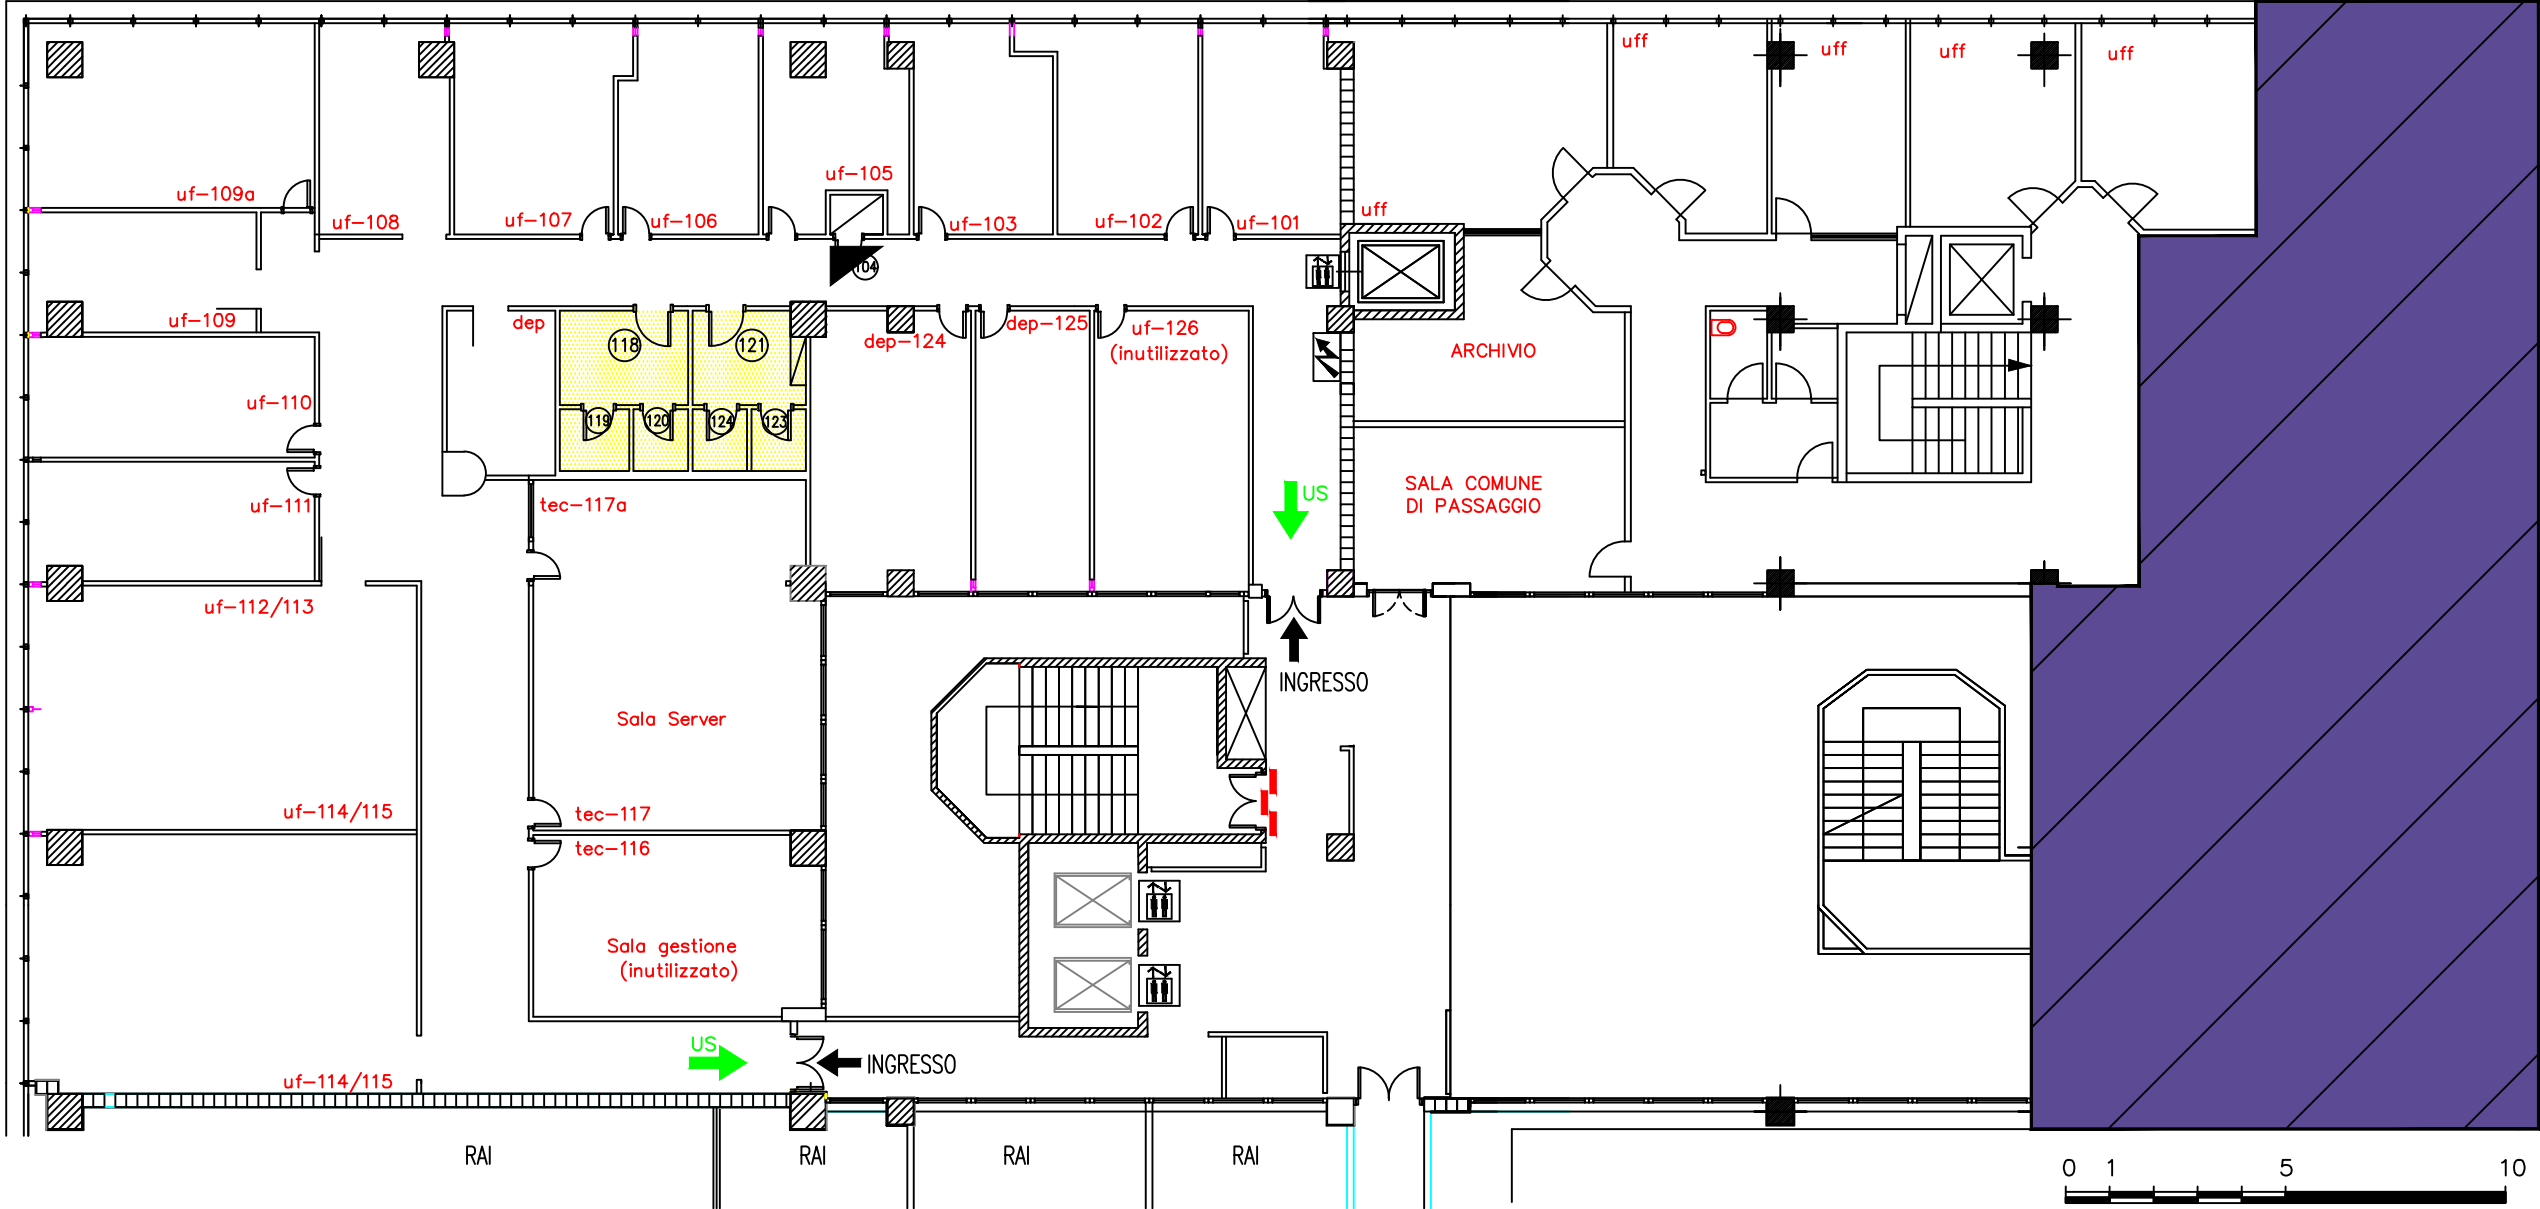 uff
uff
uff
uff
uf-109a
uf-108
uf-107
uf-106
uf-105
uf-103
uf-102
uf-101
uff
104
uf-109
dep
118
121
dep-124
dep-125
uf-126
(inutilizzato)
ARCHIVIO
uf-110
119
120
124
123
uf-111
tec-117a
US
SALA COMUNE
DI PASSAGGIO
uf-112/113
INGRESSO
Sala Server
uf-114/115
tec-117
tec-116
Sala gestione
(inutilizzato)
US
INGRESSO
uf-114/115
RAI
RAI
RAI
RAI
0 1 5 10